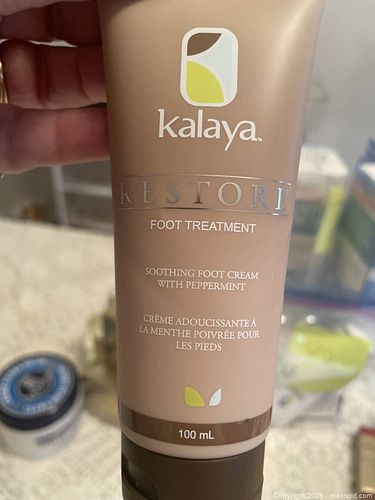 kalaya
RESTORE
FOOT TREATMENT
SOOTHING FOOT CREAM
WITH PEPPERMINT
CRÈME ADOUCISSANTE À
LA MENTHE POIVRÉE POUR
LES PIEDS
100 mL
Copyright 2025 - maxsold.com